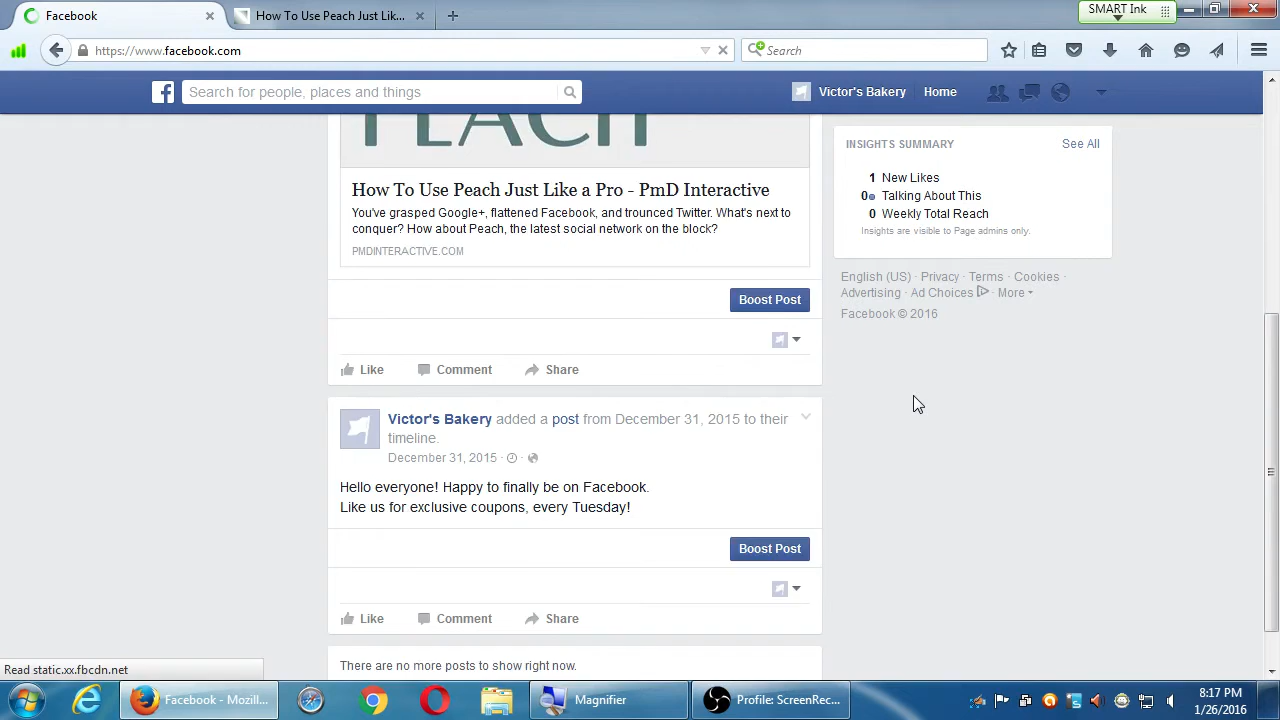 Facebook
How To Use Peach Just Lik...
SMART Ink
https://www.facebook.com
Search
Search for people, places and things
Victor's Bakery
Home
PEACH
How To Use Peach Just Like a Pro - PmD Interactive
You've grasped Google+, flattened Facebook, and trounced Twitter. What's next to
conquer? How about Peach, the latest social network on the block?
PMDINTERACTIVE.COM
Boost Post
Like Comment Share
INSIGHTS SUMMARY See All
1 New Likes
0 Talking About This
0 Weekly Total Reach
Insights are visible to Page admins only.
English (US) · Privacy · Terms · Cookies ·
Advertising · Ad Choices · More
Facebook © 2016
Victor's Bakery added a post from December 31, 2015 to their
timeline.
December 31, 2015 ·
Hello everyone! Happy to finally be on Facebook.
Like us for exclusive coupons, every Tuesday!
Boost Post
Like Comment Share
There are no more posts to show right now.
Read static.xx.fbcdn.net
Facebook - Mozill...
Magnifier
Profile: ScreenRec...
8:17 PM
1/26/2016